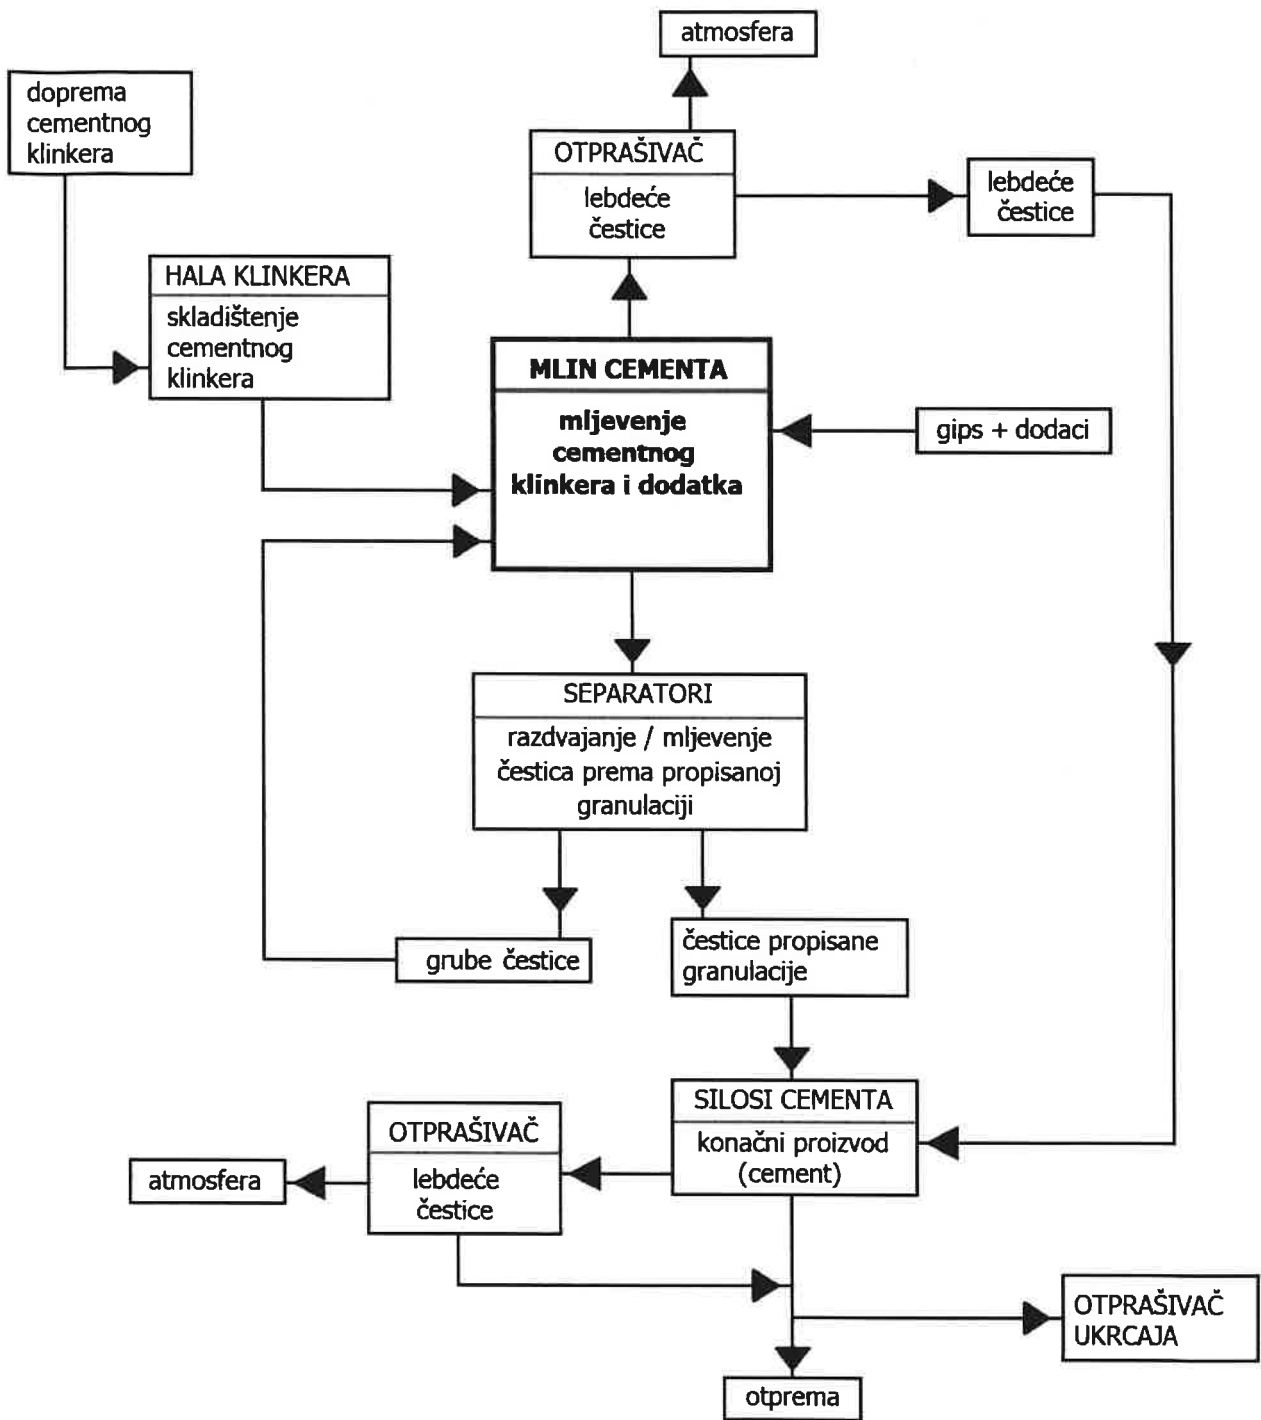 atmosfera
doprema
cementnog
klinkera
OTPRAŠIVAČ
lebdeće
čestice
lebdeće
čestice
HALA KLINKERA
skladištenje
cementnog
klinkera
MLIN CEMENTA
mljevenje
cementnog
klinkera i dodatka
gips + dodaci
SEPARATORI
razdvajanje / mljevenje
čestica prema propisanoj
granulaciji
grube čestice
čestice propisane
granulacije
SILOSI CEMENTA
konačni proizvod
(cement)
OTPRAŠIVAČ
lebdeće
čestice
atmosfera
OTPRAŠIVAČ
UKRCAJA
otprema